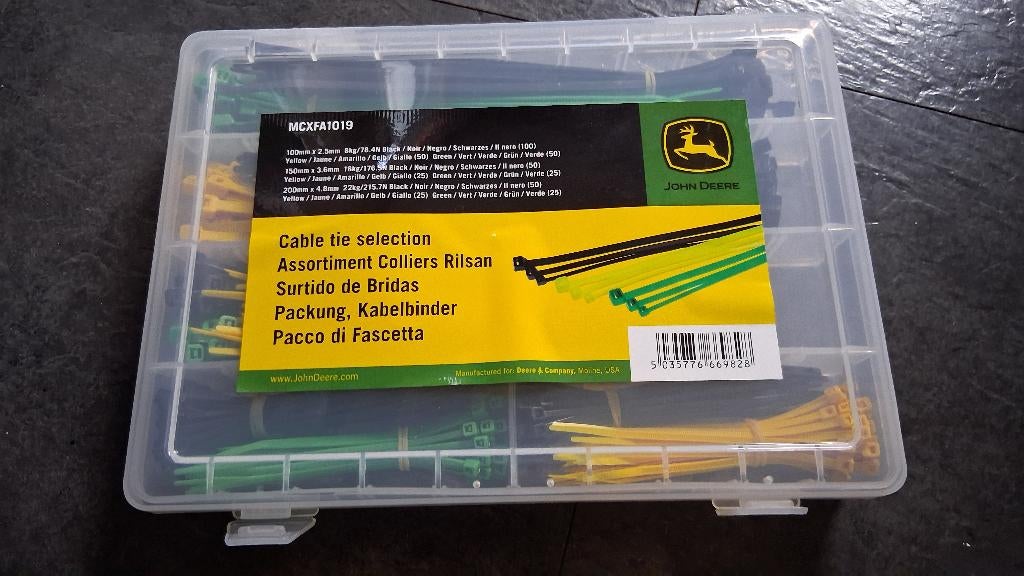 MCXFA1019
100mm x 2.5mm 8kg/78.4N Black / Noir / Negro / Schwarzes / Il nero (100)
Yellow / Jaune / Amarillo / Gelb / Giallo (50) Green / Vert / Verde / Grün / Verde (50)
150mm x 3.6mm 18kg/176.5N Black / Noir / Negro / Schwarzes / Il nero (50)
Yellow / Jaune / Amarillo / Gelb / Giallo (25) Green / Vert / Verde / Grün / Verde (25)
200mm x 4.8mm 22kg/215.7N Black / Noir / Negro / Schwarzes / Il nero (50)
Yellow / Jaune / Amarillo / Gelb / Giallo (25) Green / Vert / Verde / Grün / Verde (25)
JOHN DEERE
Cable tie selection
Assortiment Colliers Rilsan
Surtido de Bridas
Packung, Kabelbinder
Pacco di Fascetta
5 035776 669828
www.JohnDeere.com
Manufactured for: Deere & Company, Moline, USA